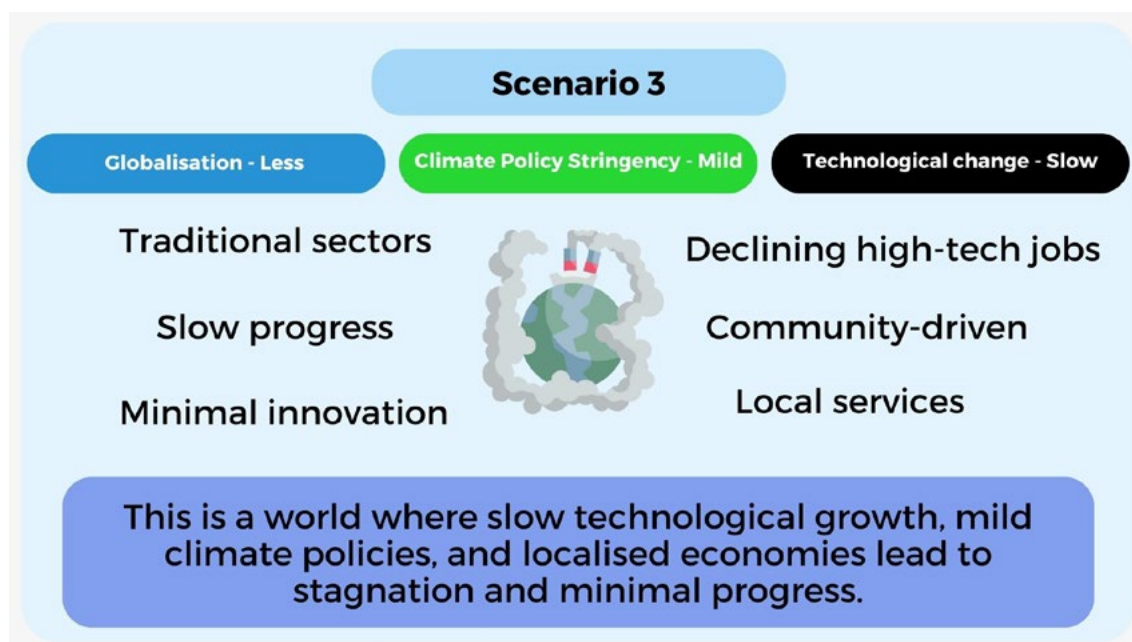 Scenario 3
Globalisation - Less
Climate Policy Stringency - Mild
Technological change - Slow
Traditional sectors
Slow progress
Minimal innovation
Declining high-tech jobs
Community-driven
Local services
This is a world where slow technological growth, mild
climate policies, and localised economies lead to
stagnation and minimal progress.